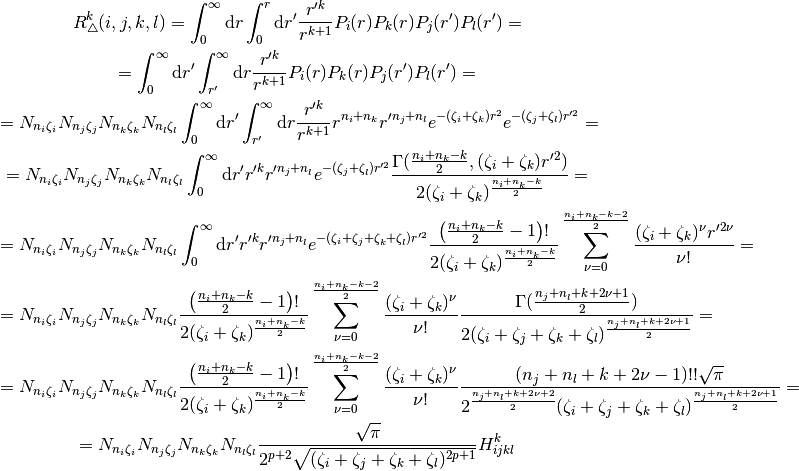 R_{\triangle}^k(i, j, k, l) = \int_0^\infty \mathrm{d}r \int_0^r \mathrm{d}r' \frac{r'^k}{r^{k+1}} P_i(r) P_k(r) P_j(r') P_l(r') =
= \int_0^\infty \mathrm{d}r' \int_{r'}^\infty \mathrm{d}r \frac{r'^k}{r^{k+1}} P_i(r) P_k(r) P_j(r') P_l(r') =
= N_{n_i\zeta_i} N_{n_j\zeta_j} N_{n_k\zeta_k} N_{n_l\zeta_l} \int_0^\infty \mathrm{d}r' \int_{r'}^\infty \mathrm{d}r \frac{r'^k}{r^{k+1}} r^{n_i+n_k} r'^{n_j+n_l} e^{-(\zeta_i+\zeta_k)r^2} e^{-(\zeta_j+\zeta_l)r'^2} =
= N_{n_i\zeta_i} N_{n_j\zeta_j} N_{n_k\zeta_k} N_{n_l\zeta_l} \int_0^\infty \mathrm{d}r' r'^k r'^{n_j+n_l} e^{-(\zeta_j+\zeta_l)r'^2} \frac{\Gamma(\frac{n_i+n_k-k}{2}, (\zeta_i+\zeta_k)r'^2)}{2(\zeta_i+\zeta_k)^{\frac{n_i+n_k-k}{2}}} =
= N_{n_i\zeta_i} N_{n_j\zeta_j} N_{n_k\zeta_k} N_{n_l\zeta_l} \int_0^\infty \mathrm{d}r' r'^k r'^{n_j+n_l} e^{-(\zeta_i+\zeta_j+\zeta_k+\zeta_l)r'^2} \frac{\left(\frac{n_i+n_k-k}{2}-1\right)!}{2(\zeta_i+\zeta_k)^{\frac{n_i+n_k-k}{2}}} \sum_{\nu=0}^{\frac{n_i+n_k-k-2}{2}} \frac{(\zeta_i+\zeta_k)^\nu r'^{2\nu}}{\nu!} =
= N_{n_i\zeta_i} N_{n_j\zeta_j} N_{n_k\zeta_k} N_{n_l\zeta_l} \frac{\left(\frac{n_i+n_k-k}{2}-1\right)!}{2(\zeta_i+\zeta_k)^{\frac{n_i+n_k-k}{2}}} \sum_{\nu=0}^{\frac{n_i+n_k-k-2}{2}} \frac{(\zeta_i+\zeta_k)^\nu}{\nu!} \frac{\Gamma(\frac{n_j+n_l+k+2\nu+1}{2})}{2(\zeta_i+\zeta_j+\zeta_k+\zeta_l)^{\frac{n_j+n_l+k+2\nu+1}{2}}} =
= N_{n_i\zeta_i} N_{n_j\zeta_j} N_{n_k\zeta_k} N_{n_l\zeta_l} \frac{\left(\frac{n_i+n_k-k}{2}-1\right)!}{2(\zeta_i+\zeta_k)^{\frac{n_i+n_k-k}{2}}} \sum_{\nu=0}^{\frac{n_i+n_k-k-2}{2}} \frac{(\zeta_i+\zeta_k)^\nu}{\nu!} \frac{(n_j+n_l+k+2\nu-1)!!\sqrt{\pi}}{2^{\frac{n_j+n_l+k+2\nu+2}{2}}(\zeta_i+\zeta_j+\zeta_k+\zeta_l)^{\frac{n_j+n_l+k+2\nu+1}{2}}} =
= N_{n_i\zeta_i} N_{n_j\zeta_j} N_{n_k\zeta_k} N_{n_l\zeta_l} \frac{\sqrt{\pi}}{2^{p+2}\sqrt{(\zeta_i+\zeta_j+\zeta_k+\zeta_l)^{2p+1}}} H_{ijkl}^k